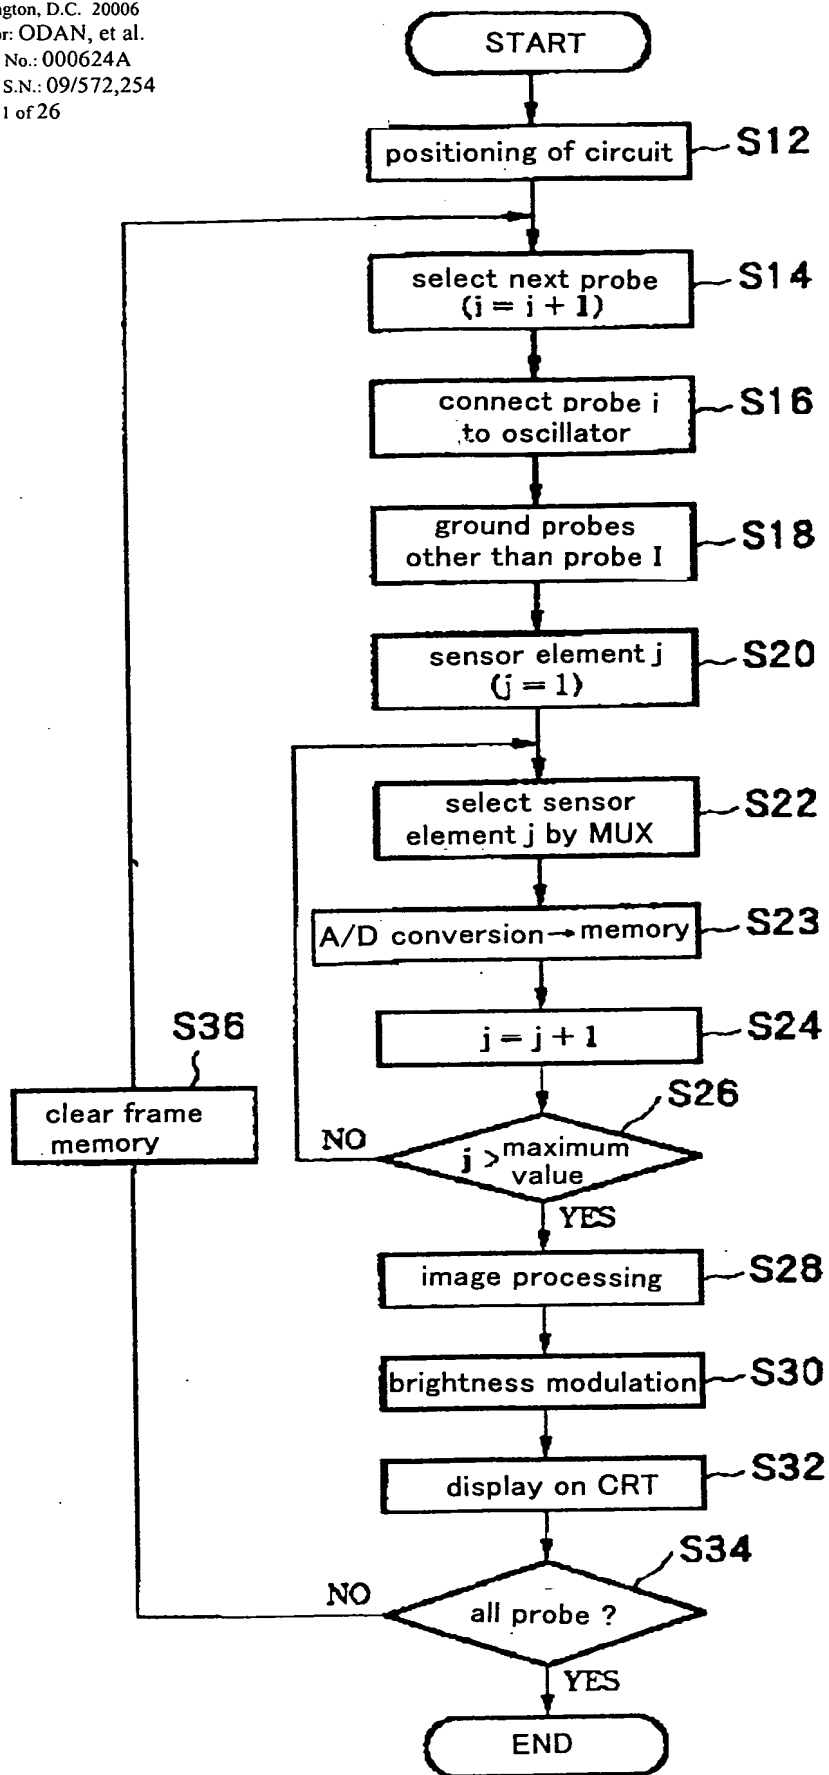 ngton, D.C. 20006
or: ODAN, et al.
No.: 000624A
S.N.: 09/572,254
1 of 26
START
positioning of circuit
S12
select next probe
(i = i + 1)
S14
connect probe i
to oscillator
S16
ground probes
other than probe I
S18
sensor element j
(j = 1)
S20
select sensor
element j by MUX
S22
A/D conversion → memory
S23
j = j + 1
S24
S36
clear frame
memory
S26
NO
j > maximum
value
YES
image processing
S28
brightness modulation
S30
display on CRT
S32
S34
NO
all probe ?
YES
END